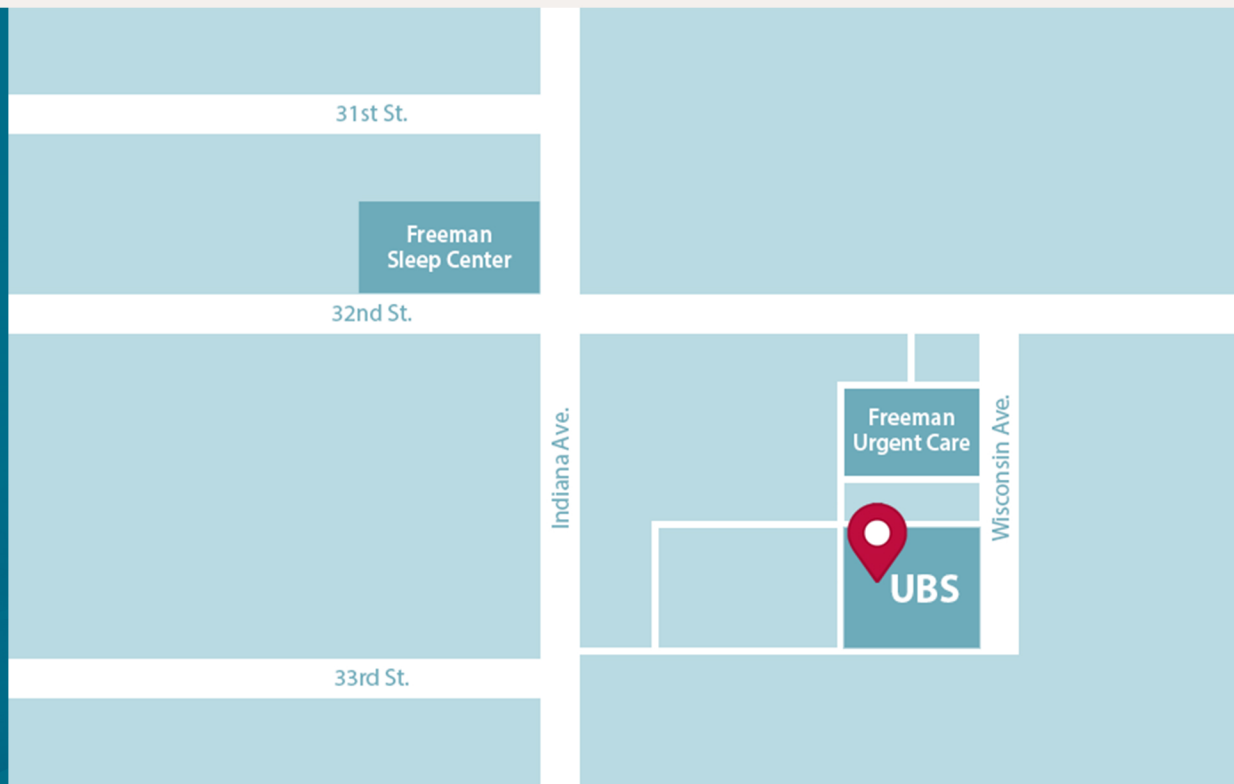 31st St.
Freeman
Sleep Center
32nd St.
Indiana Ave.
Freeman
Urgent Care
Wisconsin Ave.
UBS
33rd St.